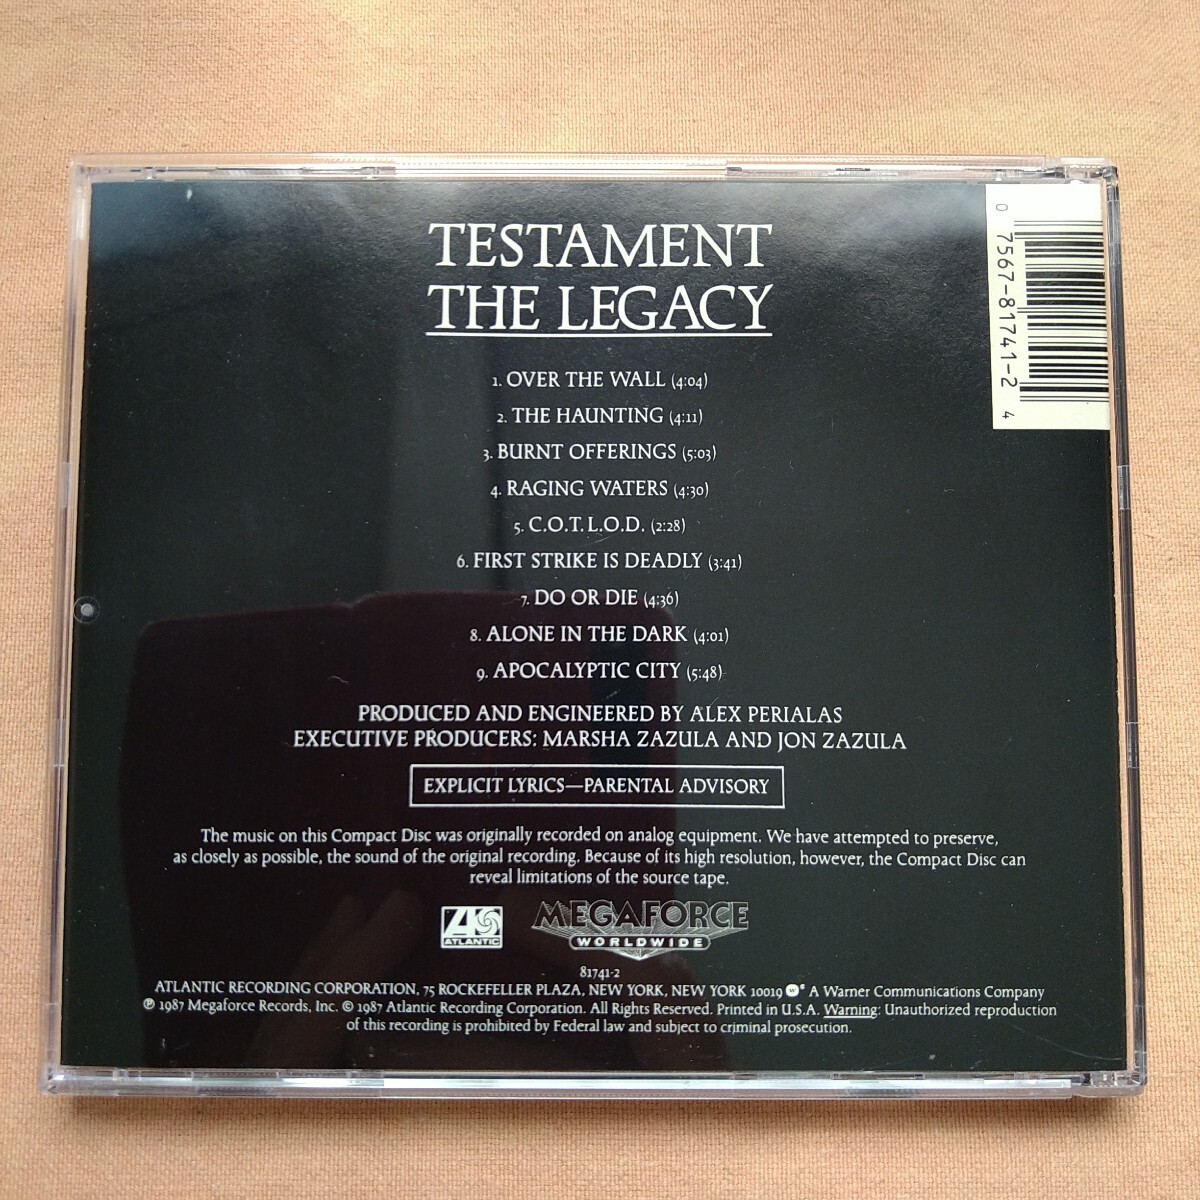 TESTAMENT
THE LEGACY
0 7567-81741-2 4
1. OVER THE WALL (4:04)
2. THE HAUNTING (4:11)
3. BURNT OFFERINGS (5:03)
4. RAGING WATERS (4:30)
5. C.O.T.L.O.D. (2:28)
6. FIRST STRIKE IS DEADLY (3:41)
7. DO OR DIE (4:36)
8. ALONE IN THE DARK (4:01)
9. APOCALYPTIC CITY (5:48)
PRODUCED AND ENGINEERED BY ALEX PERIALAS
EXECUTIVE PRODUCERS: MARSHA ZAZULA AND JON ZAZULA
EXPLICIT LYRICS—PARENTAL ADVISORY
The music on this Compact Disc was originally recorded on analog equipment. We have attempted to preserve,
as closely as possible, the sound of the original recording. Because of its high resolution, however, the Compact Disc can
reveal limitations of the source tape.
ATLANTIC
MEGAFORCE
WORLDWIDE
81741-2
ATLANTIC RECORDING CORPORATION, 75 ROCKEFELLER PLAZA, NEW YORK, NEW YORK 10019 A Warner Communications Company
℗ 1987 Megaforce Records, Inc. © 1987 Atlantic Recording Corporation. All Rights Reserved. Printed in U.S.A. Warning: Unauthorized reproduction
of this recording is prohibited by Federal law and subject to criminal prosecution.